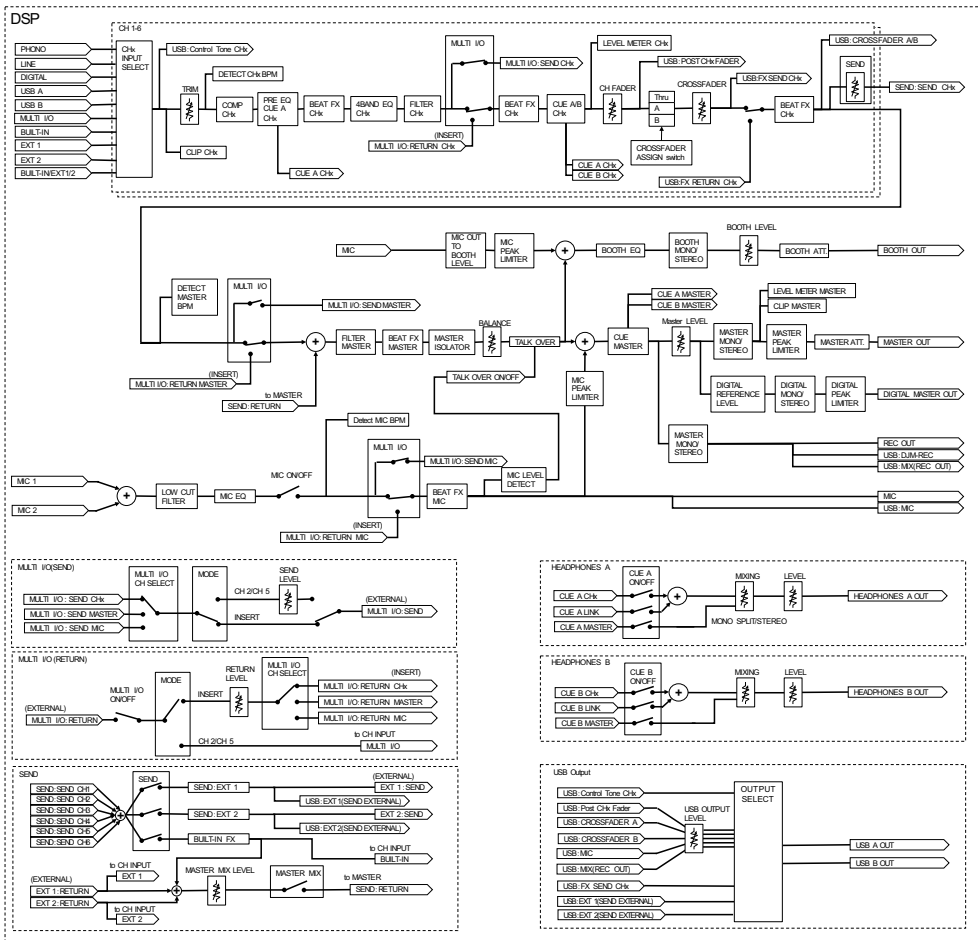 DSP
CH 1-6
PHONO
LINE
DIGITAL
USB A
USB B
MULTI I/O
BUILT-IN
EXT 1
EXT 2
BUILT-IN/EXT1/2
CHx
INPUT
SELECT
USB:Control Tone CHx
TRIM
DETECT CHx BPM
CLIP CHx
COMP
CHx
PRE EQ
CUE A
CHx
CUE A CHx
BEAT FX
CHx
4BAND EQ
CHx
FILTER
CHx
MULTI I/O
MULTI I/O: SEND CHx
(INSERT)
MULTI I/O: RETURN CHx
BEAT FX
CHx
CUE A/B
CHx
LEVEL METER CHx
CUE A CHx
CUE B CHx
CH FADER
USB:POST CHx FADER
Thru
A
B
CROSSFADER
ASSIGN switch
CROSSFADER
USB:FX SEND CHx
USB:FX RETURN CHx
BEAT FX
CHx
USB:CROSSFADER A/B
SEND
SEND: SEND CHx
MIC
MIC OUT
TO
BOOTH
LEVEL
MIC
PEAK
LIMITER
+
BOOTH EQ
BOOTH
MONO/
STEREO
BOOTH LEVEL
BOOTH ATT.
BOOTH OUT
DETECT
MASTER
BPM
MULTI I/O
MULTI I/O: SEND MASTER
(INSERT)
MULTI I/O: RETURN MASTER
+
to MASTER
SEND: RETURN
FILTER
MASTER
BEAT FX
MASTER
MASTER
ISOLATOR
BALANCE
TALK OVER
TALK OVER ON/OFF
+
MIC
PEAK
LIMITER
CUE
MASTER
CUE A MASTER
CUE B MASTER
Master LEVEL
MASTER
MONO/
STEREO
LEVEL METER MASTER
CLIP MASTER
MASTER
PEAK
LIMITER
MASTER ATT.
MASTER OUT
DIGITAL
REFERENCE
LEVEL
DIGITAL
MONO/
STEREO
DIGITAL
PEAK
LIMITER
DIGITAL MASTER OUT
MASTER
MONO/
STEREO
REC OUT
USB: DJM-REC
USB: MIX(REC OUT)
MIC 1
MIC 2
+
LOW CUT
FILTER
MIC EQ
MIC ON/OFF
Detect MIC BPM
MULTI I/O
MULTI I/O: SEND MIC
(INSERT)
MULTI I/O: RETURN MIC
BEAT FX
MIC
MIC LEVEL
DETECT
MIC
USB: MIC
MULTI I/O(SEND)
MULTI I/O : SEND CHx
MULTI I/O : SEND MASTER
MULTI I/O : SEND MIC
MULTI I/O
CH SELECT
MODE
CH 2/CH 5
INSERT
SEND
LEVEL
(EXTERNAL)
MULTI I/O: SEND
MULTI I/O (RETURN)
(EXTERNAL)
MULTI I/O: RETURN
MULTI I/O
ON/OFF
MODE
INSERT
CH 2/CH 5
RETURN
LEVEL
MULTI I/O
CH SELECT
(INSERT)
MULTI I/O: RETURN CHx
MULTI I/O: RETURN MASTER
MULTI I/O: RETURN MIC
to CH INPUT
MULTI I/O
SEND
SEND: SEND CH1
SEND: SEND CH2
SEND: SEND CH3
SEND: SEND CH4
SEND: SEND CH5
SEND: SEND CH6
+
SEND
SEND: EXT 1
(EXTERNAL)
EXT 1: SEND
USB: EXT1(SEND EXTERNAL)
SEND: EXT 2
EXT 2: SEND
USB: EXT2(SEND EXTERNAL)
BUILT-IN FX
to CH INPUT
BUILT-IN
to CH INPUT
EXT 1
(EXTERNAL)
EXT 1: RETURN
EXT 2: RETURN
to CH INPUT
EXT 2
+
MASTER MIX LEVEL
MASTER MIX
to MASTER
SEND: RETURN
HEADPHONES A
CUE A
ON/OFF
CUE A CHx
CUE A LINK
CUE A MASTER
+
MIXING
LEVEL
MONO SPLIT/STEREO
HEADPHONES A OUT
HEADPHONES B
CUE B
ON/OFF
CUE B CHx
CUE B LINK
CUE B MASTER
+
MIXING
LEVEL
HEADPHONES B OUT
USB Output
USB: Control Tone CHx
USB: Post CHx Fader
USB: CROSSFADER A
USB: CROSSFADER B
USB: MIC
USB: MIX(REC OUT)
USB: FX SEND CHx
USB: EXT 1(SEND EXTERNAL)
USB: EXT 2(SEND EXTERNAL)
USB OUTPUT
LEVEL
OUTPUT
SELECT
USB A OUT
USB B OUT